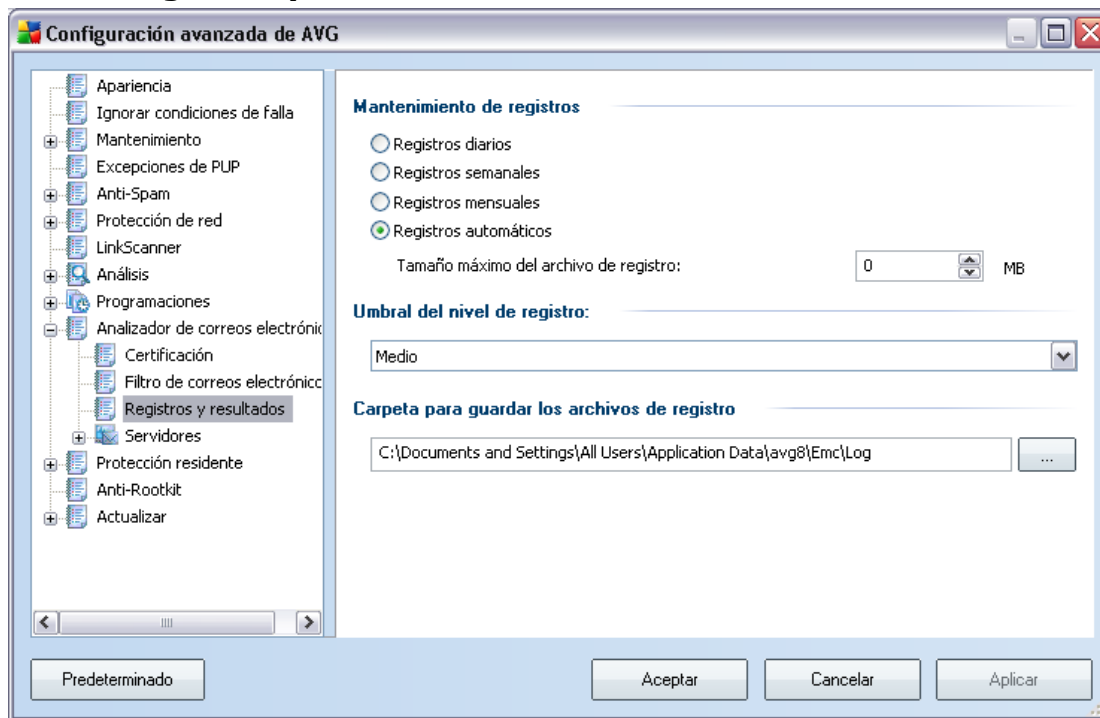 Configuración avanzada de AVG
Apariencia
Ignorar condiciones de falla
Mantenimiento
Excepciones de PUP
Anti-Spam
Protección de red
LinkScanner
Análisis
Programaciones
Analizador de correos electrónic
Certificación
Filtro de correos electrónicc
Registros y resultados
Servidores
Protección residente
Anti-Rootkit
Actualizar
Mantenimiento de registros
Registros diarios
Registros semanales
Registros mensuales
Registros automáticos
Tamaño máximo del archivo de registro: 0 MB
Umbral del nivel de registro:
Medio
Carpeta para guardar los archivos de registro
C:\Documents and Settings\All Users\Application Data\avg8\Emc\Log ...
Predeterminado Aceptar Cancelar Aplicar